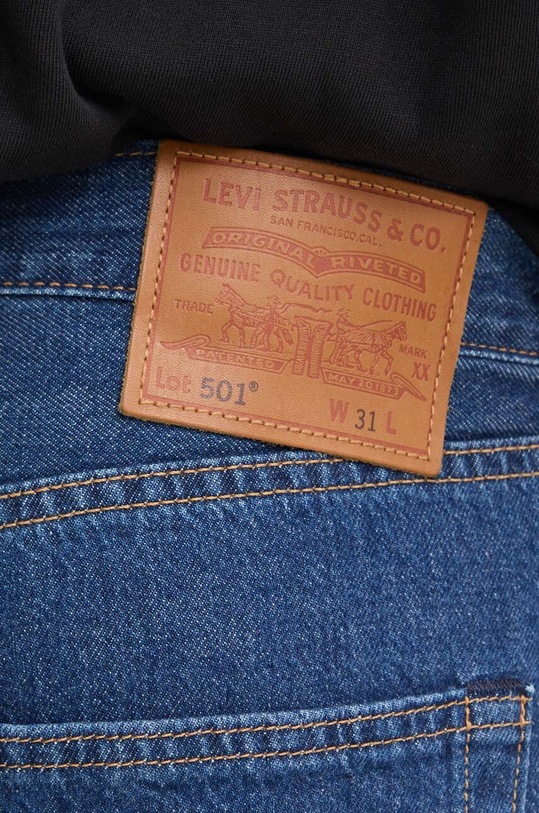 LEVI STRAUSS & CO.
SAN FRANCISCO, CAL.
ORIGINAL RIVETED
GENUINE QUALITY CLOTHING
TRADE MARK
PATENTED MAY 20 1873
XX
Lot 501®
W 31 L